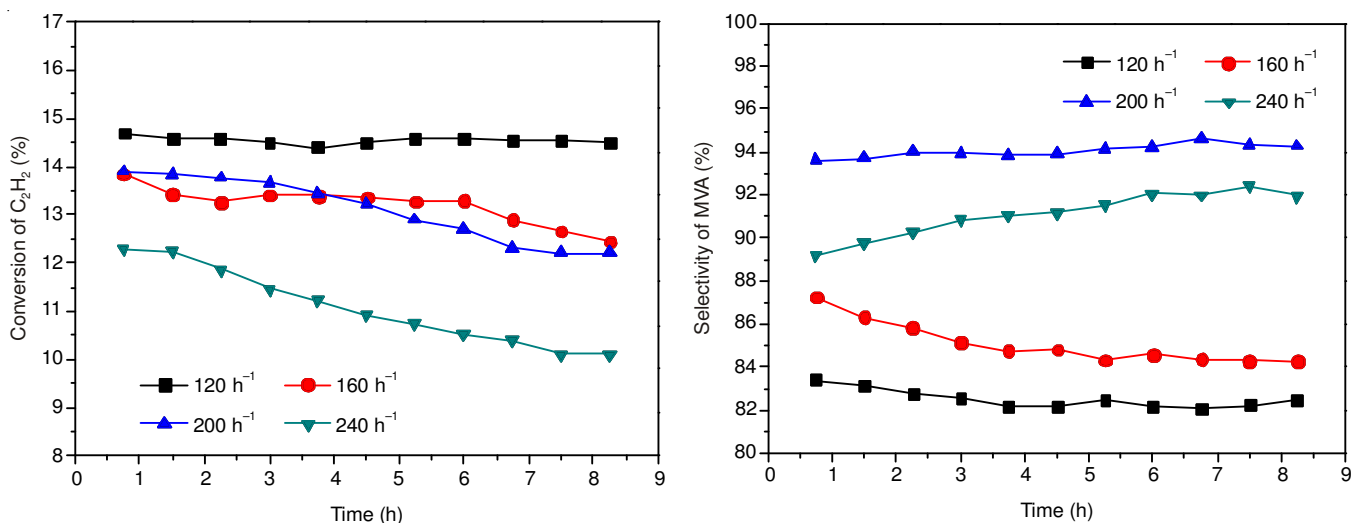 17
16
15
14
13
12
11
10
9
8
Conversion of C₂H₂ (%)
120 h⁻¹ 160 h⁻¹
200 h⁻¹ 240 h⁻¹
0 1 2 3 4 5 6 7 8 9
Time (h)
100
98
96
94
92
90
88
86
84
82
80
Selectivity of MVA (%)
120 h⁻¹ 160 h⁻¹
200 h⁻¹ 240 h⁻¹
0 1 2 3 4 5 6 7 8 9
Time (h)